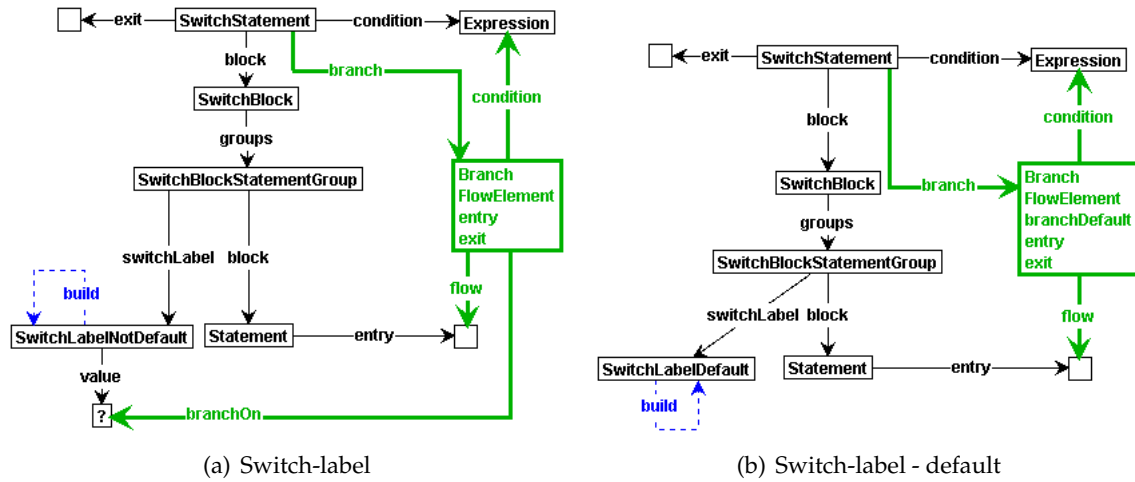 exit
SwitchStatement
condition
Expression
block
branch
condition
SwitchBlock
groups
SwitchBlockStatementGroup
Branch
FlowElement
entry
exit
switchLabel
block
build
flow
SwitchLabelNotDefault
Statement
entry
value
?
branchOn
(a) Switch-label
exit
SwitchStatement
condition
Expression
block
condition
SwitchBlock
branch
Branch
FlowElement
branchDefault
entry
exit
groups
SwitchBlockStatementGroup
switchLabel
block
flow
SwitchLabelDefault
Statement
entry
build
(b) Switch-label - default